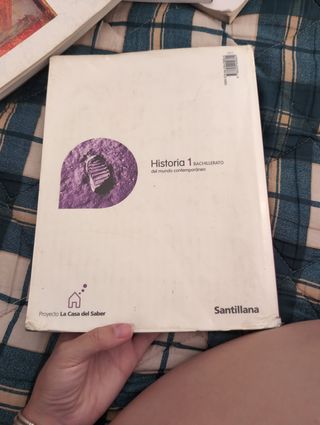 Historia 1 BACHILLERATO
del mundo contemporáneo
Proyecto La Casa del Saber
Santillana